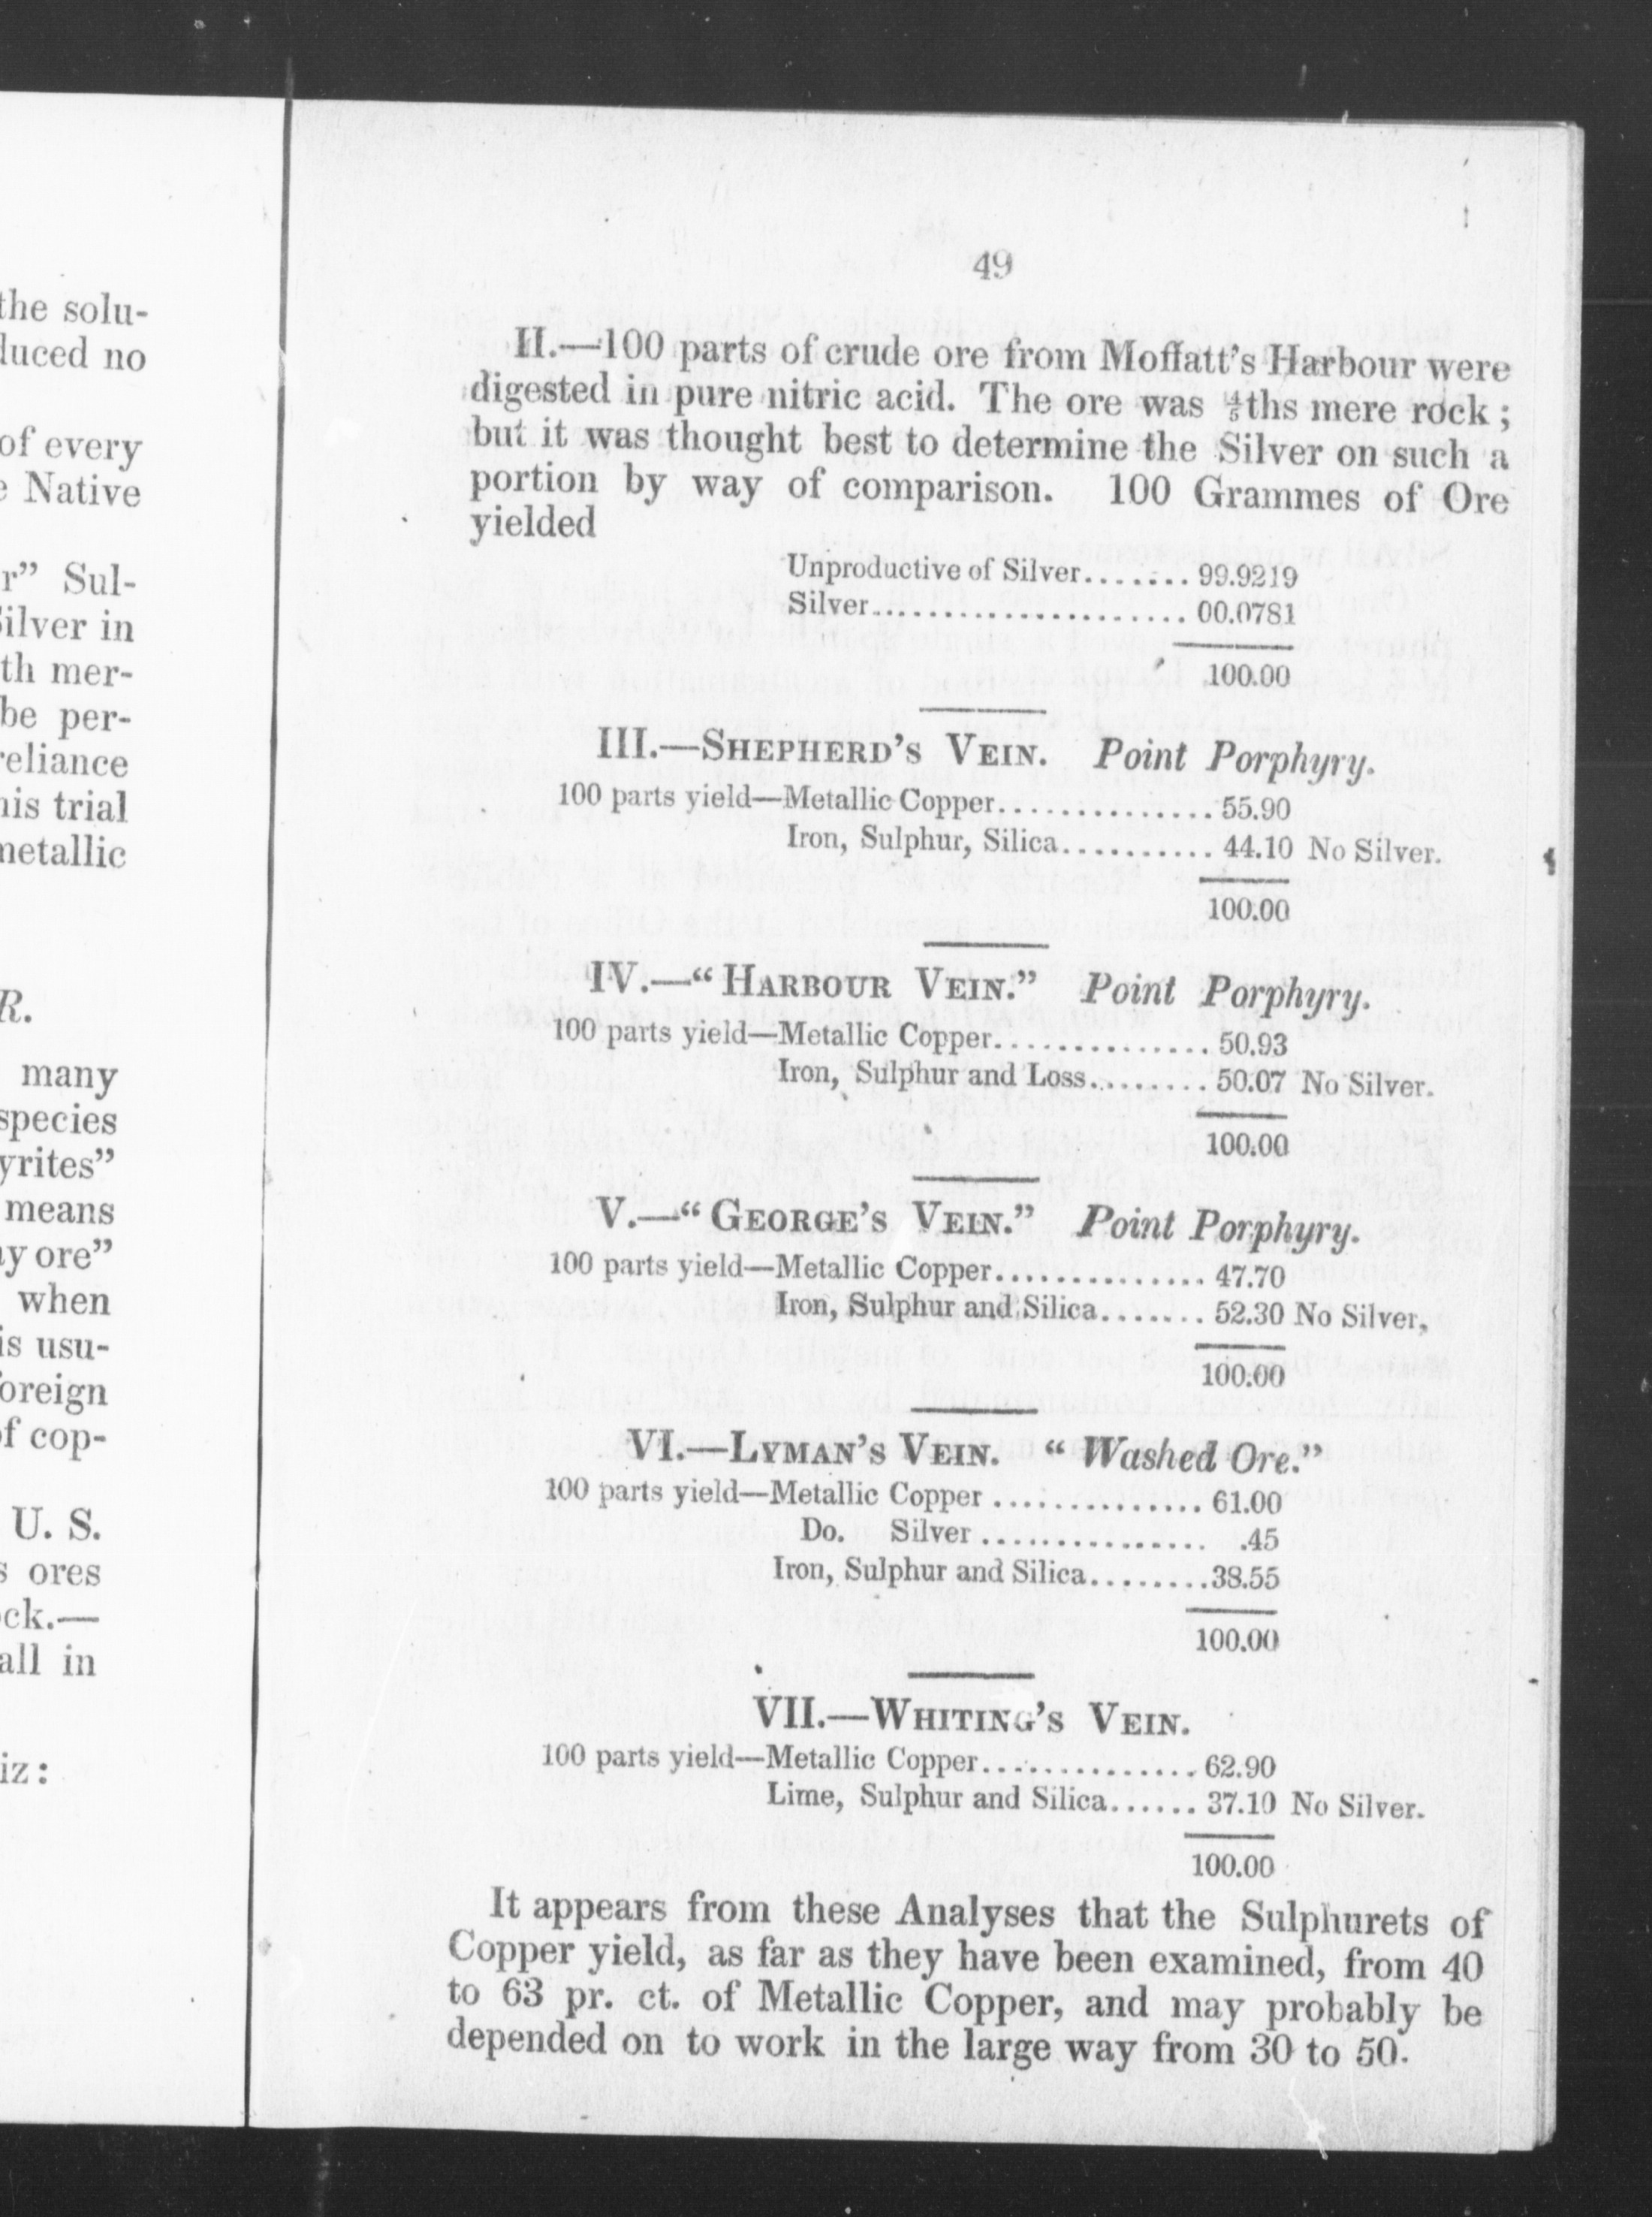 the solu-
duced no
of every
Native
r” Sul-
ilver in
th mer-
be per-
reliance
his trial
metallic
R.
many
species
yrites”
means
ay ore”
when
is usu-
foreign
of cop-
U. S.
s ores
ock.—
all in
iz:
49
II.—100 parts of crude ore from Moffatt’s Harbour were
digested in pure nitric acid. The ore was ⅘ths mere rock;
but it was thought best to determine the Silver on such a
portion by way of comparison. 100 Grammes of Ore
yielded
Unproductive of Silver....... 99.9219
Silver..................... 00.0781
100.00
III.—SHEPHERD’S VEIN. Point Porphyry.
100 parts yield—Metallic Copper............... 55.90
Iron, Sulphur, Silica.......... 44.10 No Silver.
100.00
IV.—“HARBOUR VEIN.” Point Porphyry.
100 parts yield—Metallic Copper............... 50.93
Iron, Sulphur and Loss........ 50.07 No Silver.
100.00
V.—“GEORGE’S VEIN.” Point Porphyry.
100 parts yield—Metallic Copper............... 47.70
Iron, Sulphur and Silica....... 52.30 No Silver.
100.00
VI.—LYMAN’S VEIN. “Washed Ore.”
100 parts yield—Metallic Copper .............. 61.00
Do. Silver ............... .45
Iron, Sulphur and Silica........38.55
100.00
VII.—WHITING’S VEIN.
100 parts yield—Metallic Copper............... 62.90
Lime, Sulphur and Silica...... 37.10 No Silver.
100.00
It appears from these Analyses that the Sulphurets of
Copper yield, as far as they have been examined, from 40
to 63 pr. ct. of Metallic Copper, and may probably be
depended on to work in the large way from 30 to 50.